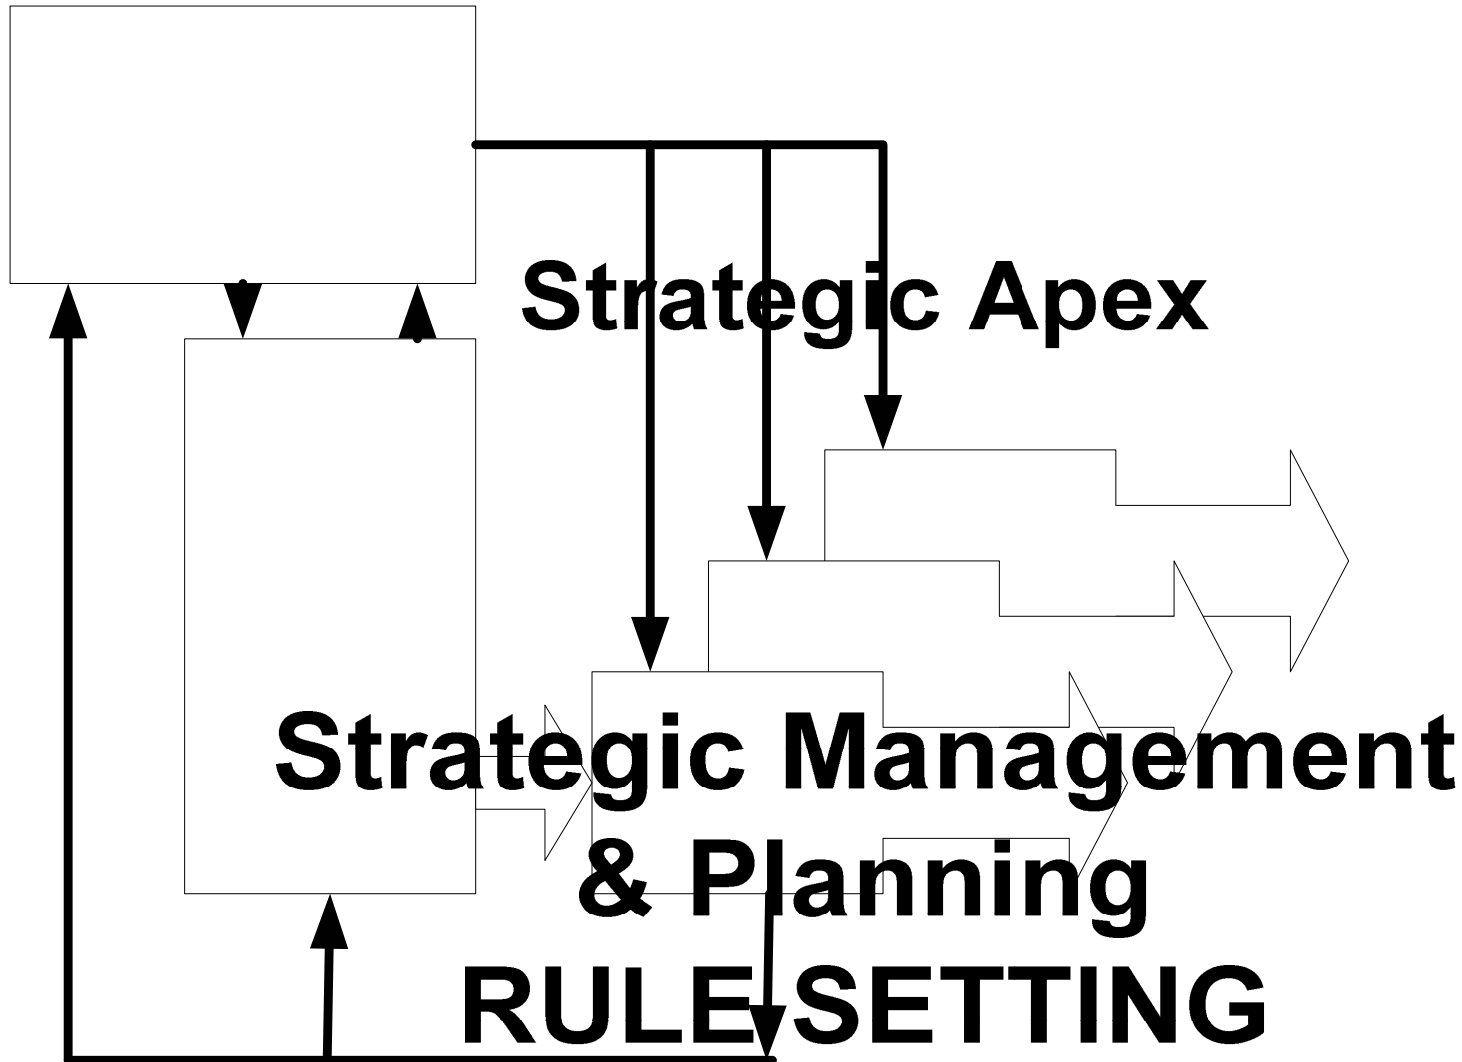 Strategic Apex
Strategic Management
& Planning
RULE SETTING